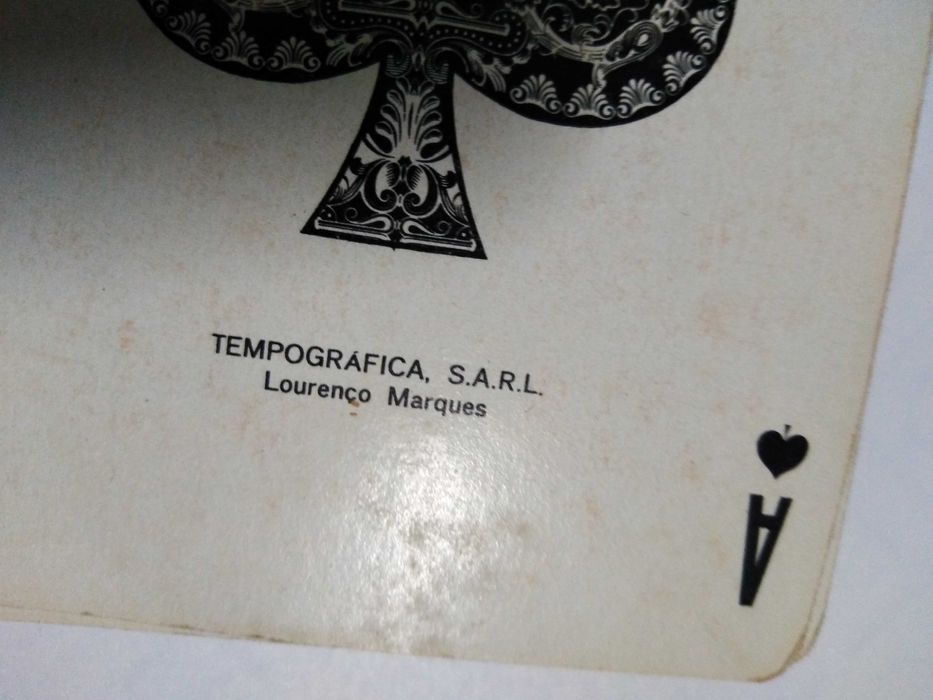 TEMPOGRÁFICA, S.A.R.L.
Lourenço Marques
A